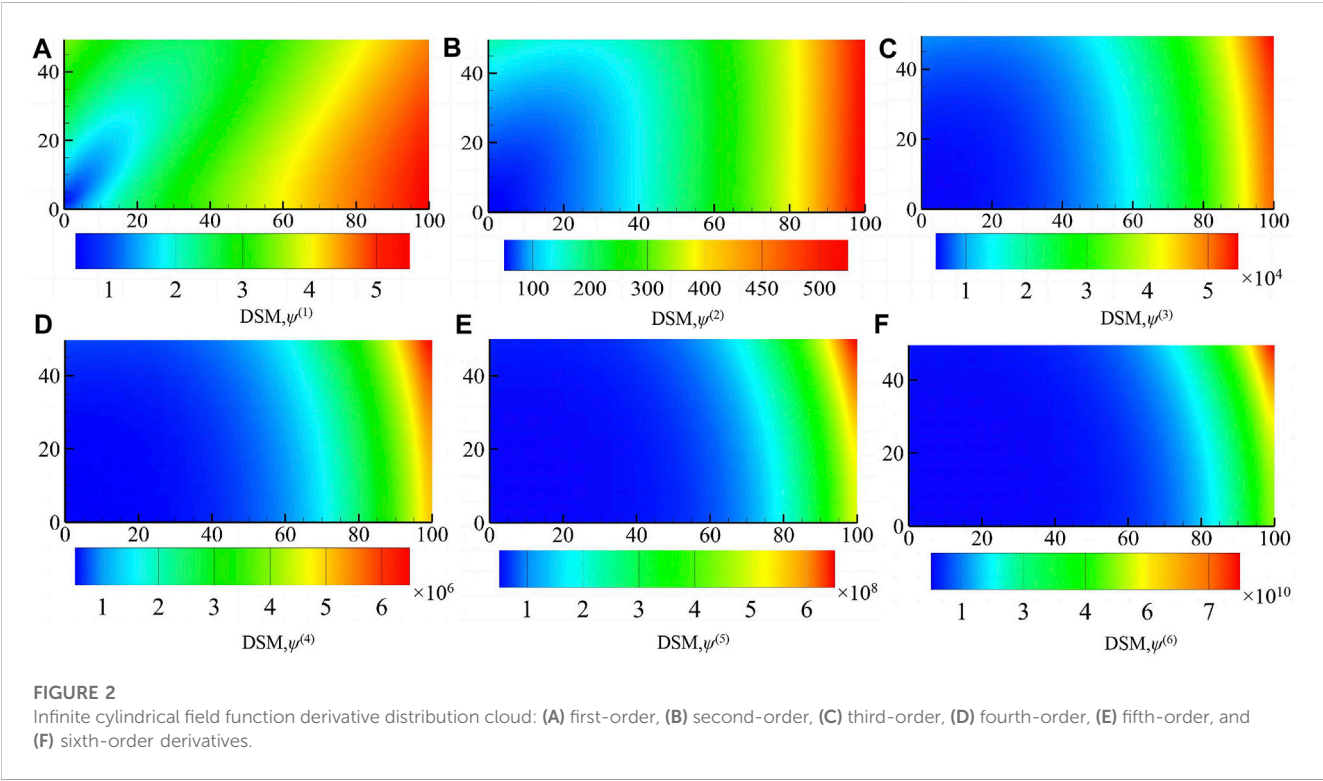 A
B
C
40
20
0
0 20 40 60 80 100
1 2 3 4 5
DSM,ψ(1)
40
20
0
0 20 40 60 80 100
100 200 300 400 450 500
DSM,ψ(2)
40
20
0
0 20 40 60 80 100
1 2 3 4 5 ×10⁴
DSM,ψ(3)
D
E
F
40
20
0
0 20 40 60 80 100
1 2 3 4 5 6 ×10⁶
DSM,ψ(4)
40
20
0
0 20 40 60 80 100
1 2 3 4 5 6 ×10⁸
DSM,ψ(5)
40
20
0
0 20 40 60 80 100
1 3 4 6 7 ×10¹⁰
DSM,ψ(6)
FIGURE 2
Infinite cylindrical field function derivative distribution cloud: (A) first-order, (B) second-order, (C) third-order, (D) fourth-order, (E) fifth-order, and
(F) sixth-order derivatives.